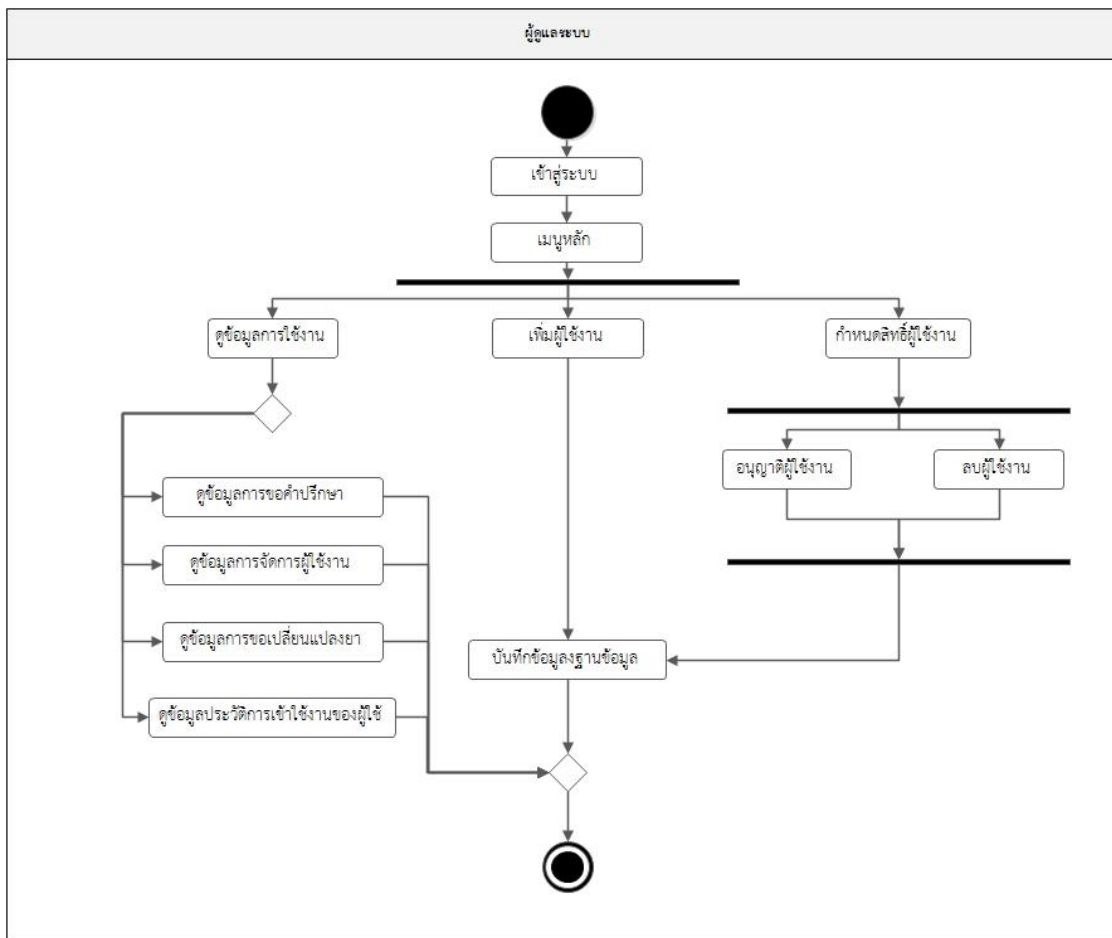 ผู้ดูแลระบบ
เข้าสู่ระบบ
เมนูหลัก
ดูข้อมูลการใช้งาน
เพิ่มผู้ใช้งาน
กำหนดสิทธิ์ผู้ใช้งาน
อนุญาติผู้ใช้งาน
ลบผู้ใช้งาน
ดูข้อมูลการขอคำปรึกษา
ดูข้อมูลการจัดการผู้ใช้งาน
ดูข้อมูลการขอเปลี่ยนแปลงยา
บันทึกข้อมูลงฐานข้อมูล
ดูข้อมูลประวัติการเข้าใช้งานของผู้ใช้